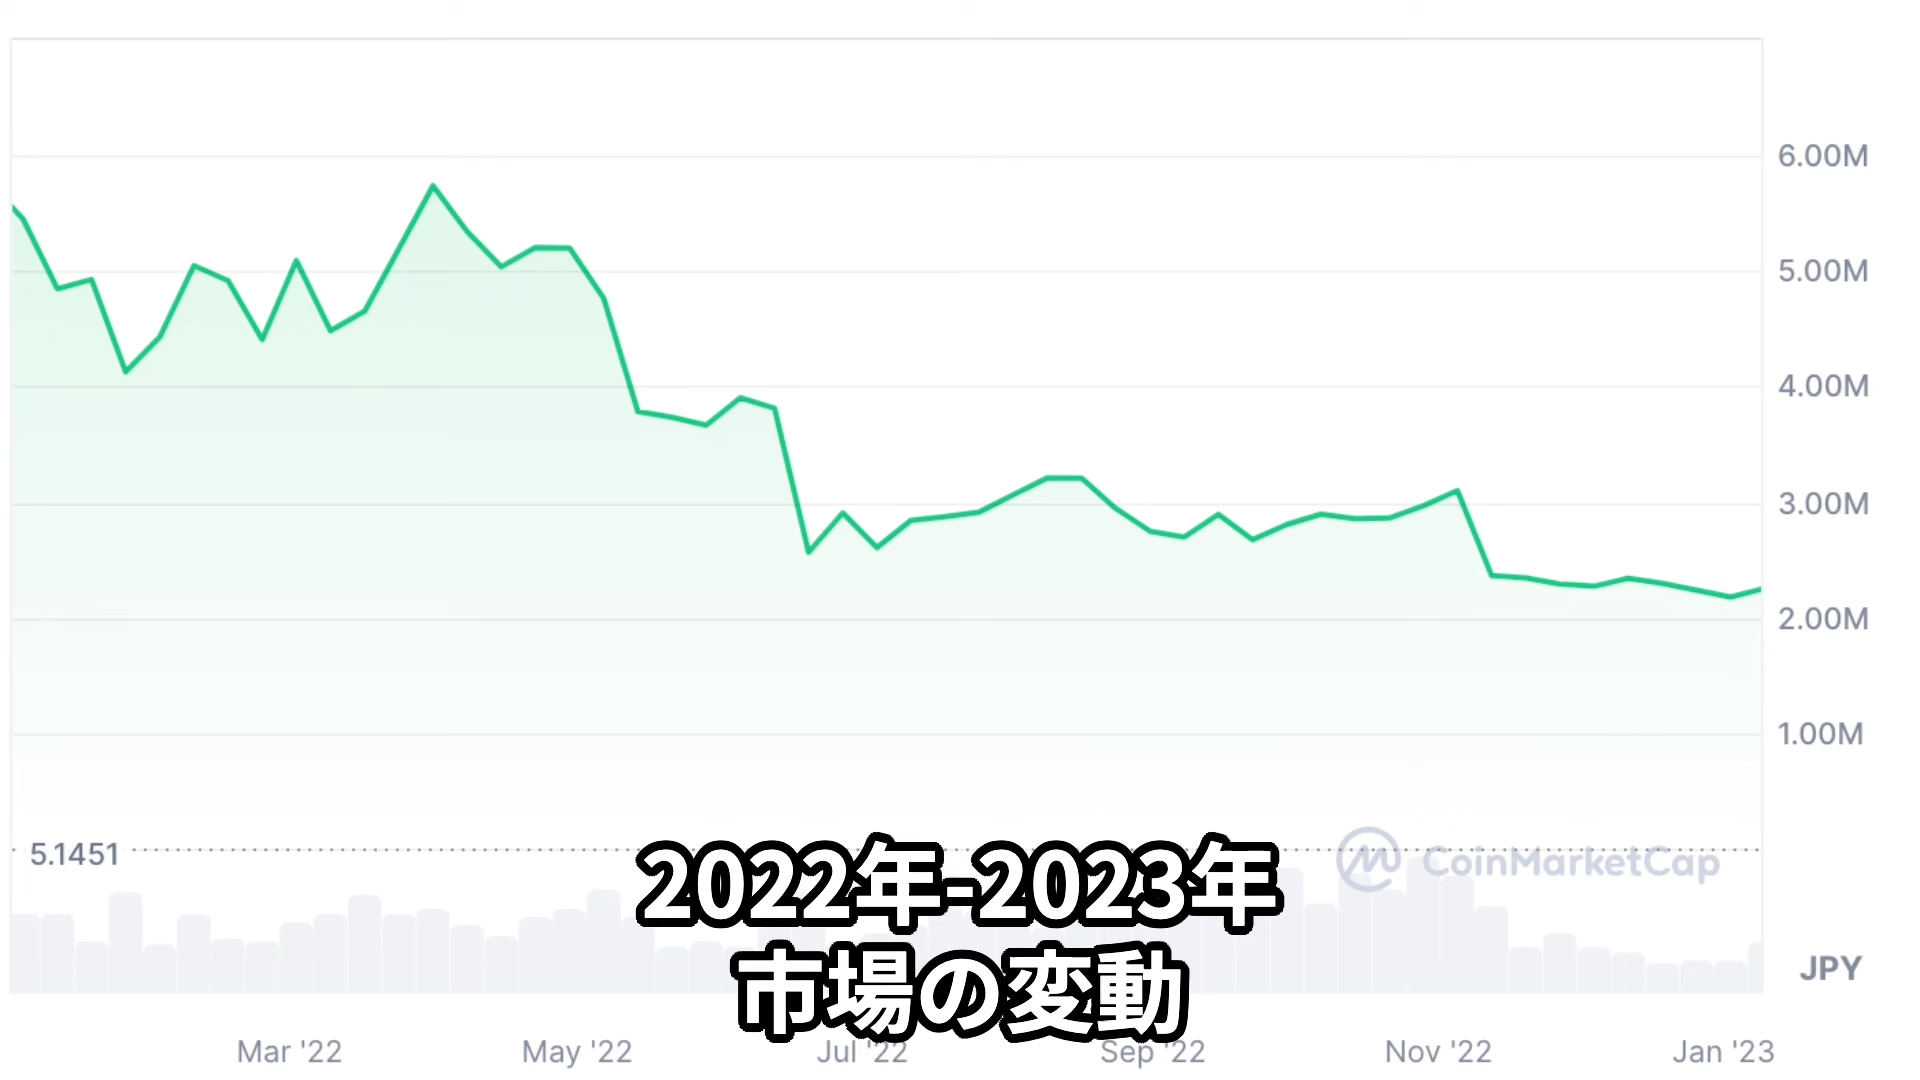 6.00M
5.00M
4.00M
3.00M
2.00M
1.00M
5.1451
CoinMarketCap
2022年-2023年
市場の変動
JPY
Mar '22
May '22
Jul '22
Sep '22
Nov '22
Jan '23